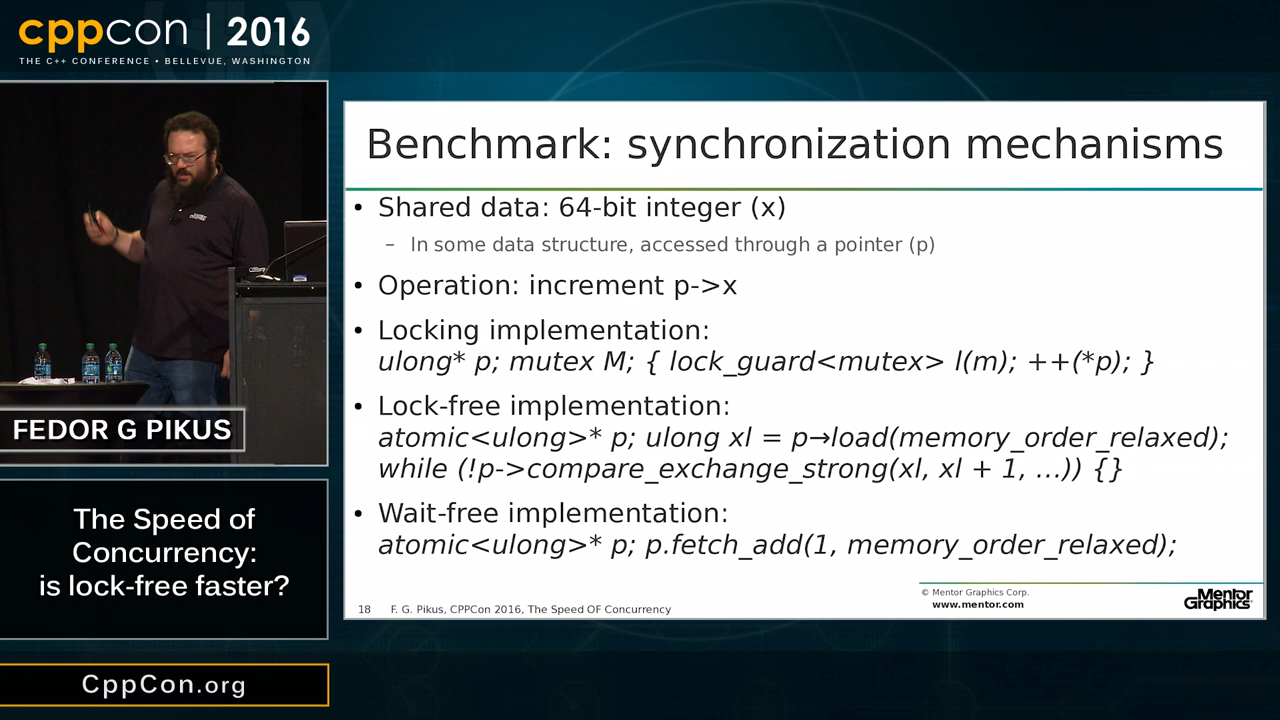 cppcon | 2016
THE C++ CONFERENCE • BELLEVUE, WASHINGTON
FEDOR G PIKUS
The Speed of
Concurrency:
is lock-free faster?
CppCon.org
Benchmark: synchronization mechanisms
• Shared data: 64-bit integer (x)
– In some data structure, accessed through a pointer (p)
• Operation: increment p->x
• Locking implementation:
ulong* p; mutex M; { lock_guard<mutex> l(m); ++(*p); }
• Lock-free implementation:
atomic<ulong>* p; ulong xl = p→load(memory_order_relaxed);
while (!p->compare_exchange_strong(xl, xl + 1, ...)) {}
• Wait-free implementation:
atomic<ulong>* p; p.fetch_add(1, memory_order_relaxed);
18 F. G. Pikus, CPPCon 2016, The Speed OF Concurrency
© Mentor Graphics Corp.
www.mentor.com
Mentor
Graphics